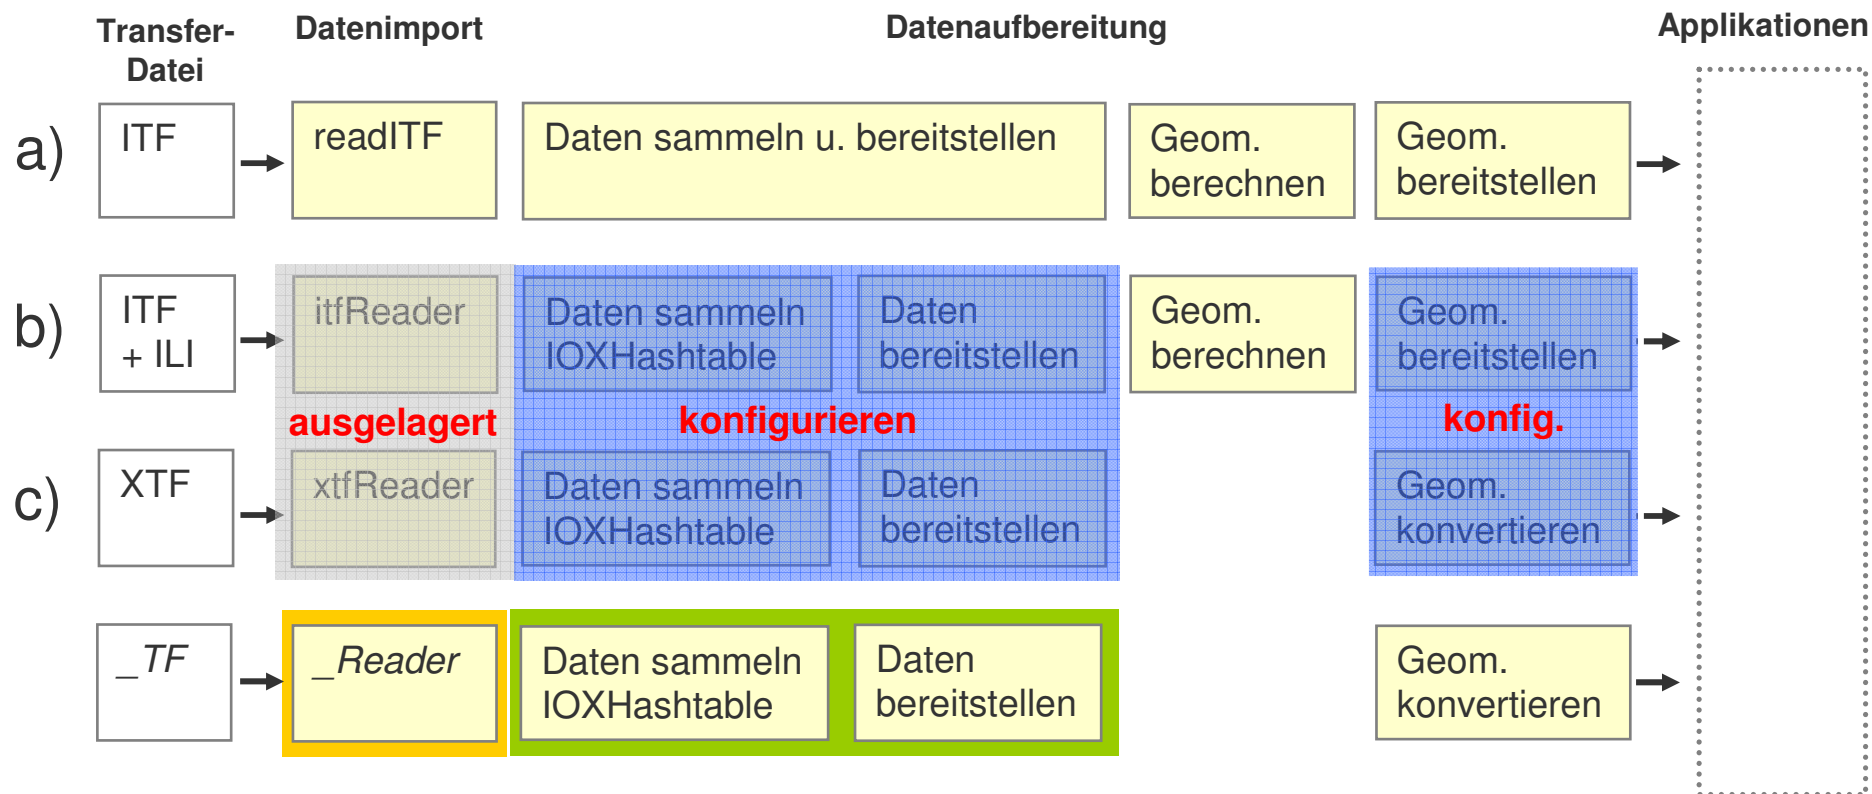 Transfer-
Datei
Datenimport
Datenaufbereitung
Applikationen
a)
ITF
readITF
Daten sammeln u. bereitstellen
Geom.
berechnen
Geom.
bereitstellen
b)
ITF
+ ILI
itfReader
Daten sammeln
IOXHashtable
Daten
bereitstellen
Geom.
berechnen
Geom.
bereitstellen
ausgelagert
konfigurieren
konfig.
c)
XTF
xtfReader
Daten sammeln
IOXHashtable
Daten
bereitstellen
Geom.
konvertieren
_TF
_Reader
Daten sammeln
IOXHashtable
Daten
bereitstellen
Geom.
konvertieren